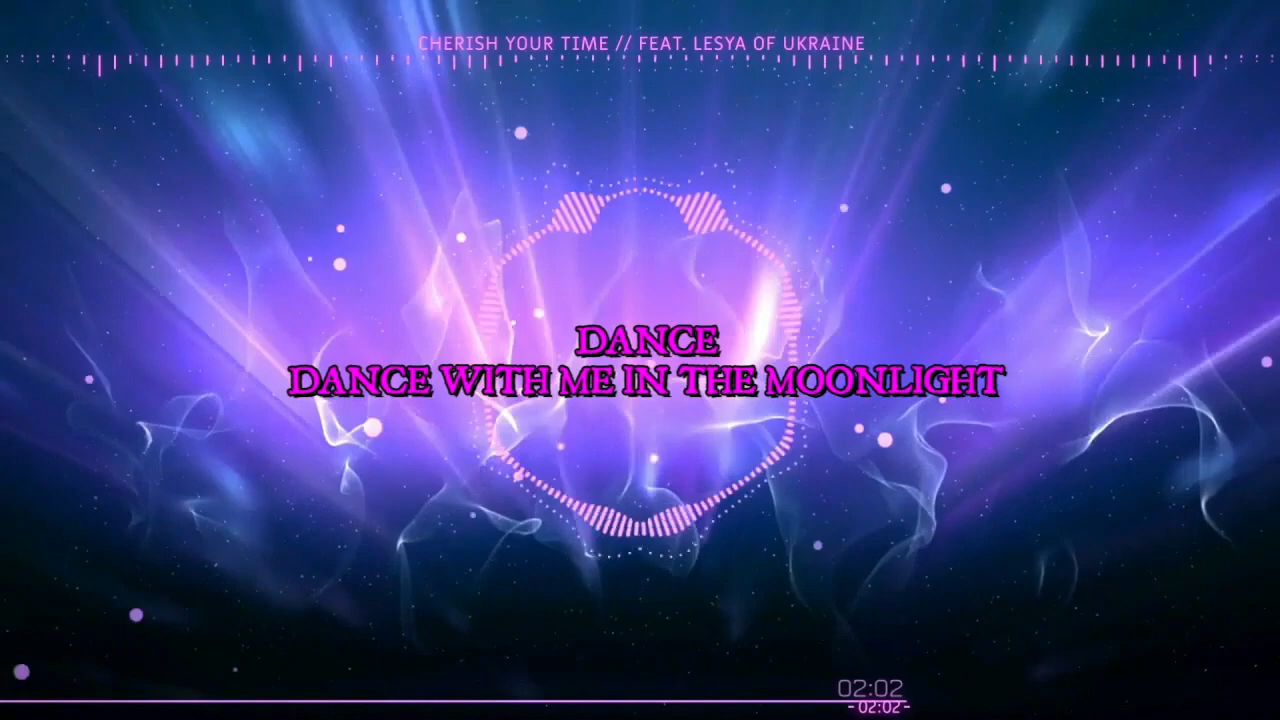 CHERISH YOUR TIME // FEAT. LESYA OF UKRAINE
DANCE
DANCE WITH ME IN THE MOONLIGHT
02:02
- 02:02 -